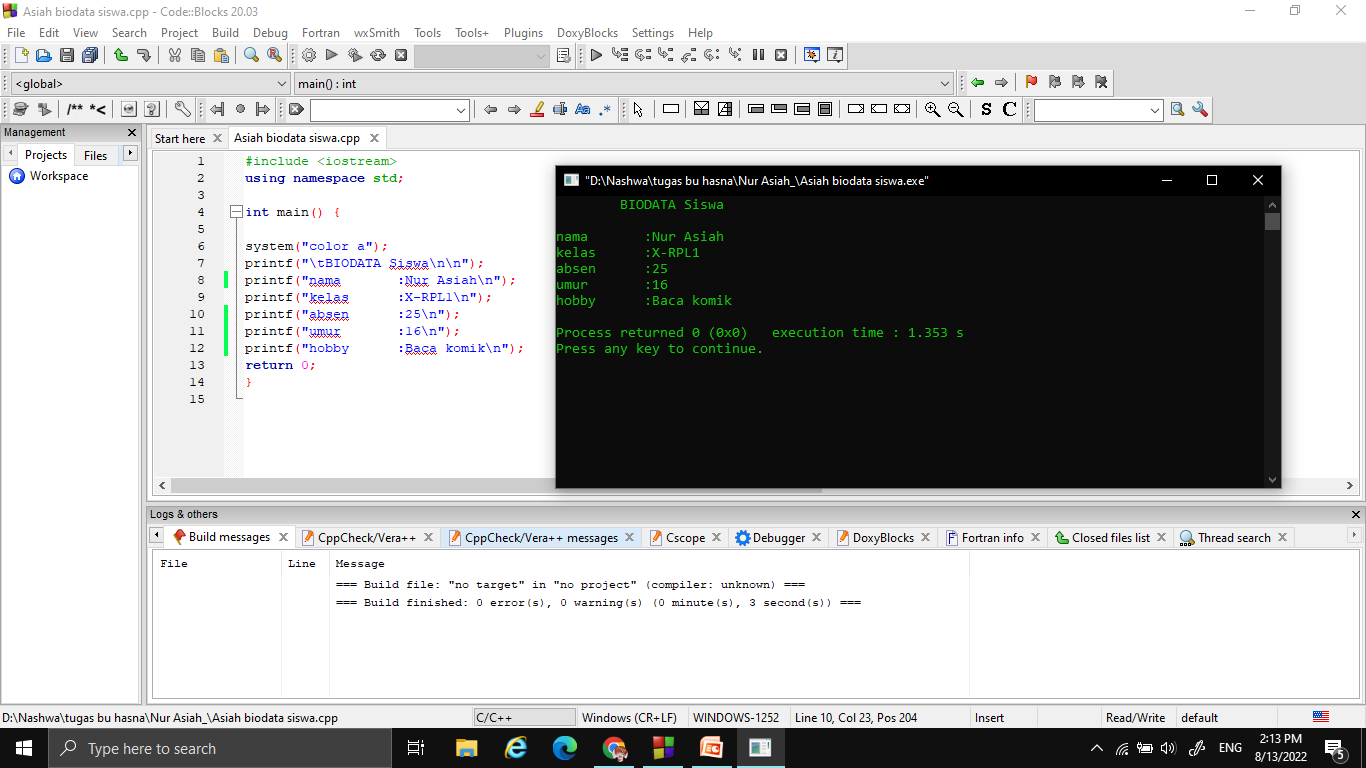 Asiah biodata siswa.cpp - Code::Blocks 20.03
File Edit View Search Project Build Debug Fortran wxSmith Tools Tools+ Plugins DoxyBlocks Settings Help
<global> main() : int
/** *< Aa .* S C
Management
Projects Files
Workspace
Start here Asiah biodata siswa.cpp
1 #include <iostream>
2 using namespace std;
3
4 int main() {
5
6 system("color a");
7 printf("\tBIODATA Siswa\n\n");
8 printf("nama       :Nur Asiah\n");
9 printf("kelas      :X-RPL1\n");
10 printf("absen      :25\n");
11 printf("umur       :16\n");
12 printf("hobby      :Baca komik\n");
13 return 0;
14 }
15
"D:\Nashwa\tugas bu hasna\Nur Asiah_\Asiah biodata siswa.exe"
BIODATA Siswa
nama       :Nur Asiah
kelas      :X-RPL1
absen      :25
umur       :16
hobby      :Baca komik
Process returned 0 (0x0)   execution time : 1.353 s
Press any key to continue.
Logs & others
Build messages CppCheck/Vera++ CppCheck/Vera++ messages Cscope Debugger DoxyBlocks Fortran info Closed files list Thread search
File Line Message
=== Build file: "no target" in "no project" (compiler: unknown) ===
=== Build finished: 0 error(s), 0 warning(s) (0 minute(s), 3 second(s)) ===
D:\Nashwa\tugas bu hasna\Nur Asiah_\Asiah biodata siswa.cpp C/C++ Windows (CR+LF) WINDOWS-1252 Line 10, Col 23, Pos 204 Insert Read/Write default
Type here to search
ENG
2:13 PM
8/13/2022
5